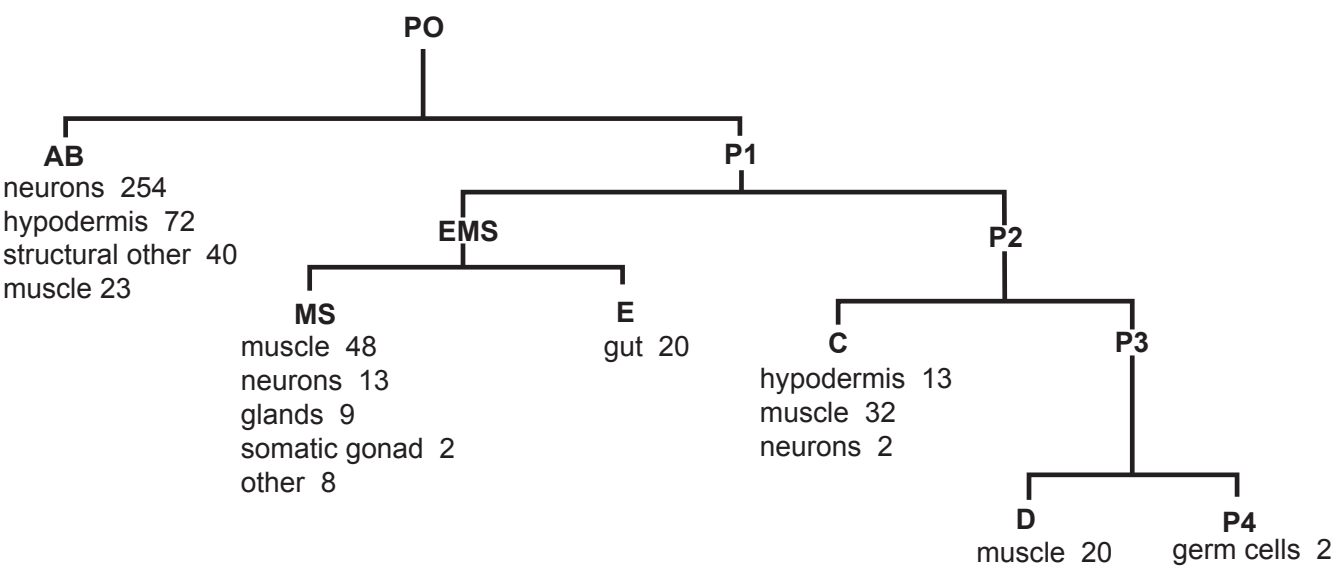 PO
AB
neurons 254
hypodermis 72
structural other 40
muscle 23
P1
EMS
P2
MS
muscle 48
neurons 13
glands 9
somatic gonad 2
other 8
E
gut 20
C
hypodermis 13
muscle 32
neurons 2
P3
D
muscle 20
P4
germ cells 2